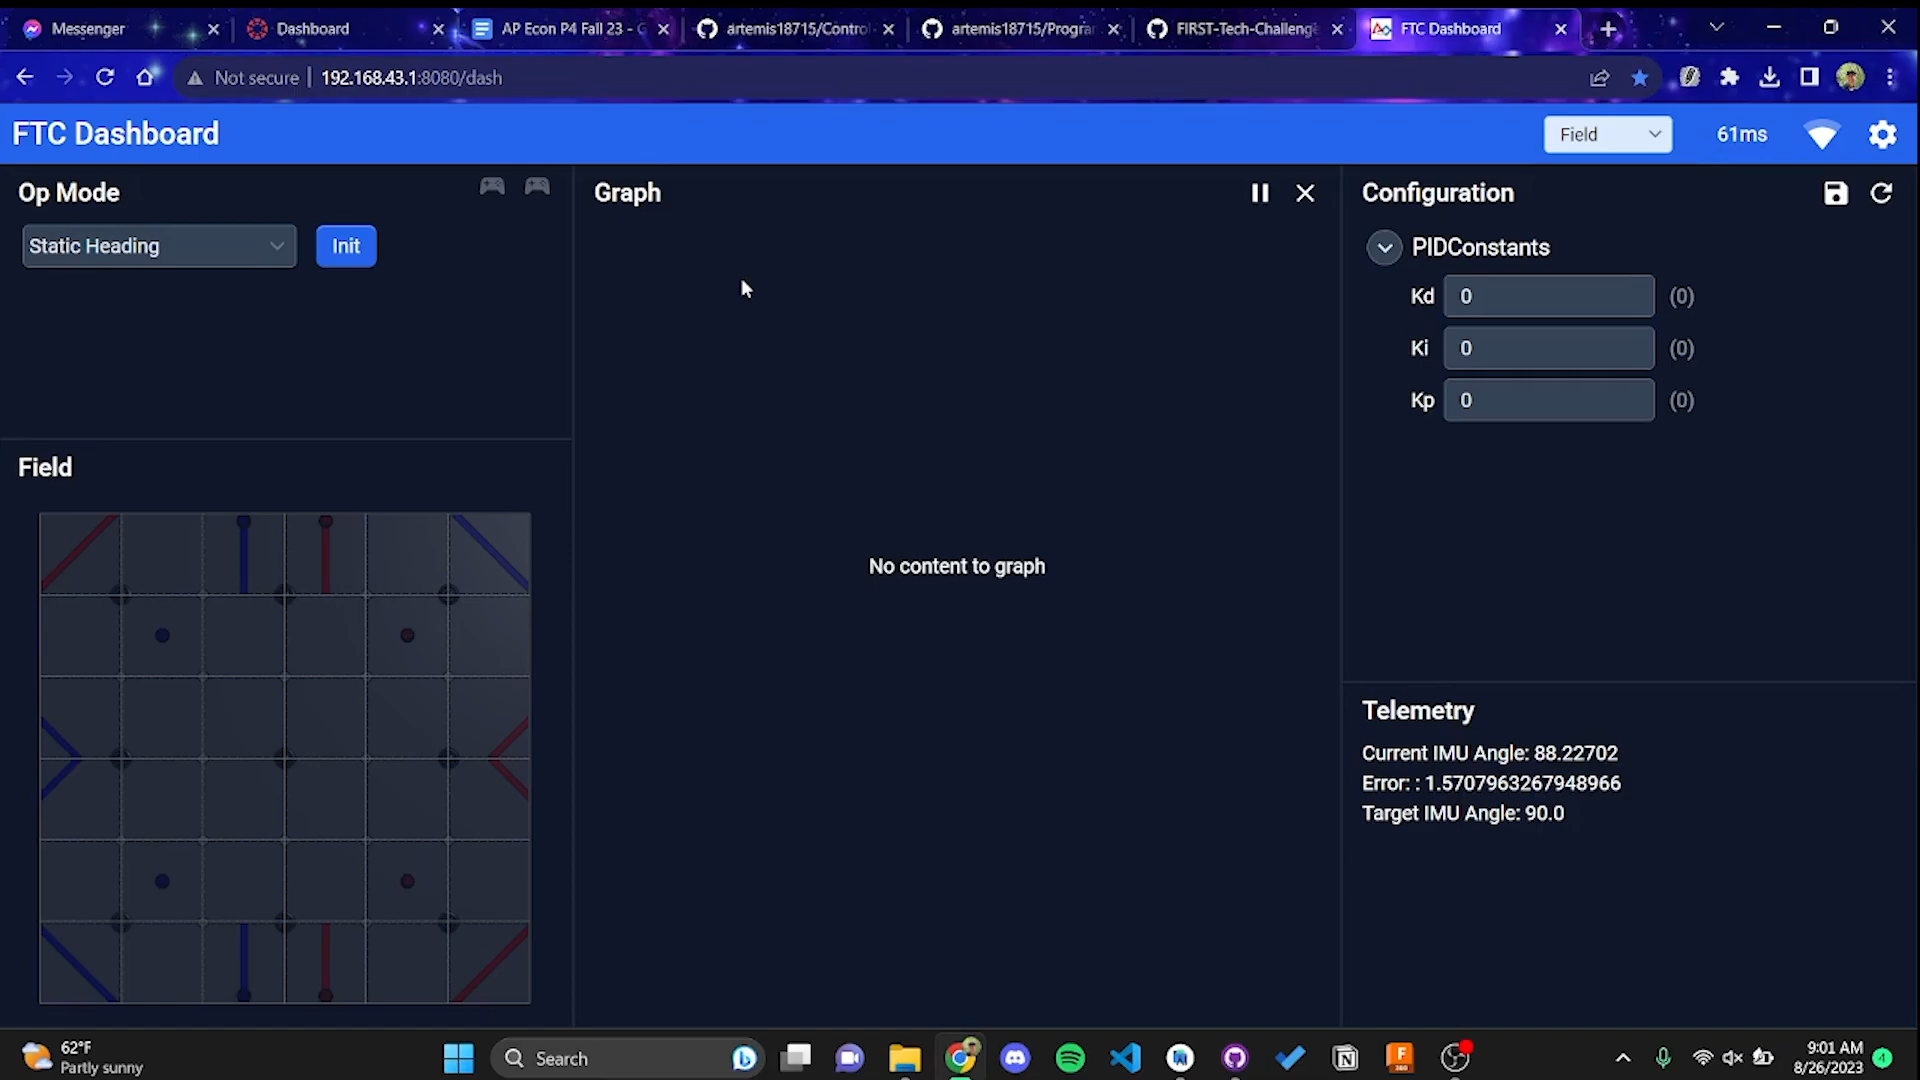 Messenger
Dashboard
AP Econ P4 Fall 23 - G
artemis18715/Control
artemis18715/Program
FIRST-Tech-Challenge
FTC Dashboard
Not secure
192.168.43.1:8080/dash
FTC Dashboard
Field
61ms
Op Mode
Static Heading
Init
Field
Graph
No content to graph
Configuration
PIDConstants
Kd 0 (0)
Ki 0 (0)
Kp 0 (0)
Telemetry
Current IMU Angle: 88.22702
Error: : 1.5707963267948966
Target IMU Angle: 90.0
62°F
Partly sunny
Search
9:01 AM
8/26/2023
4